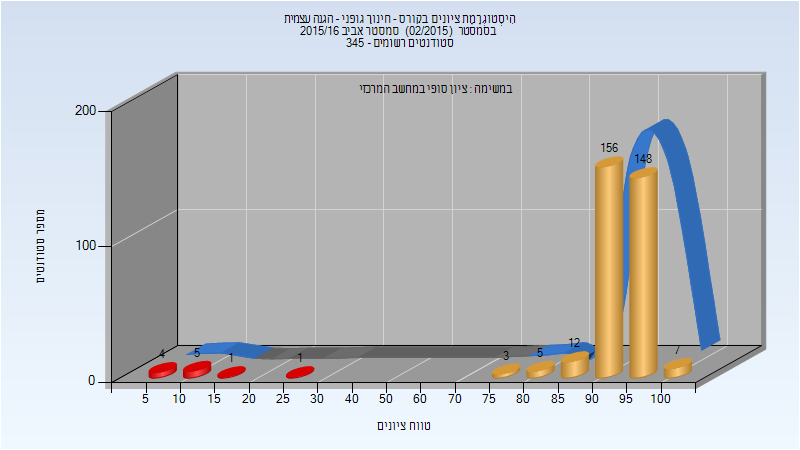 היסטוגרמת ציונים בקורס - חינוך גופני - הגנה עצמית
בסמסטר (02/2015) סמסטר אביב 2015/16
סטודנטים רשומים - 345
במשימה : ציון סופי במחשב המרכזי
200
100
0
מספר סטודנטים
4 5 1 1 3 5 12 156 148 7
5 10 15 20 25 30 35 40 45 50 55 60 65 70 75 80 85 90 95 100
טווח ציונים